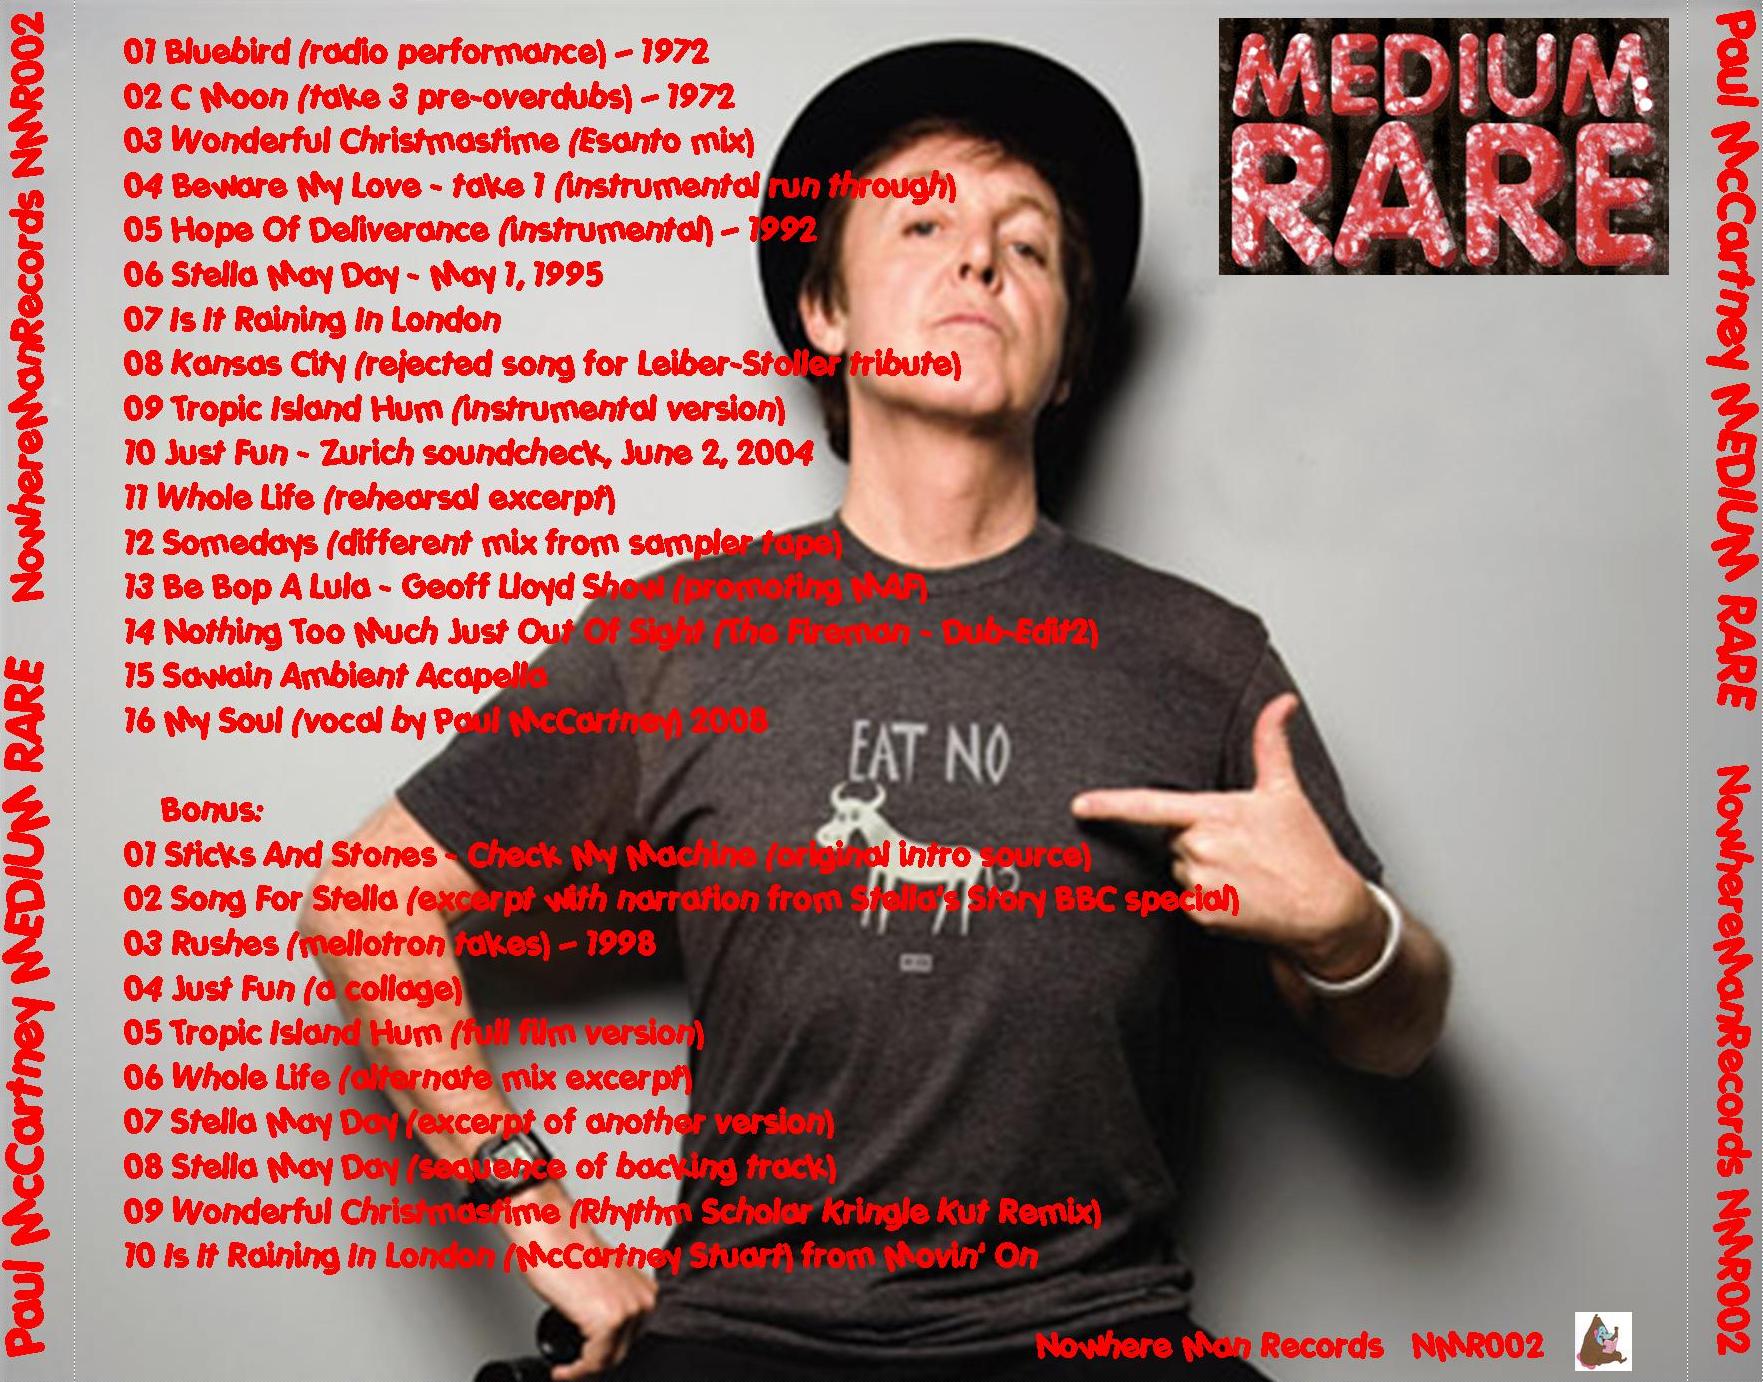 Paul McCartney MEDIUM RARE NowhereManRecords NMR002
01 Bluebird (radio performance) – 1972
02 C Moon (take 3 pre-overdubs) – 1972
03 Wonderful Christmastime (Esanto mix)
04 Beware My Love - take 1 (instrumental run through)
05 Hope Of Deliverance (instrumental) – 1992
06 Stella May Day - May 1, 1995
07 Is It Raining In London
08 Kansas City (rejected song for Leiber-Stoller tribute)
09 Tropic Island Hum (instrumental version)
10 Just Fun - Zurich soundcheck, June 2, 2004
11 Whole Life (rehearsal excerpt)
12 Somedays (different mix from sampler tape)
13 Be Bop A Lula - Geoff Lloyd Show (promoting MAF)
14 Nothing Too Much Just Out Of Sight (The Fireman - Dub-Edit2)
15 Sawain Ambient Acapella
16 My Soul (vocal by Paul McCartney) 2008
Bonus:
01 Sticks And Stones - Check My Machine (original intro source)
02 Song For Stella (excerpt with narration from Stella's Story BBC special)
03 Rushes (mellotron takes) – 1998
04 Just Fun (a collage)
05 Tropic Island Hum (full film version)
06 Whole Life (alternate mix excerpt)
07 Stella May Day (excerpt of another version)
08 Stella May Day (sequence of backing track)
09 Wonderful Christmastime (Rhythm Scholar Kringle Kut Remix)
10 Is It Raining In London (McCartney Stuart) from Movin' On
MEDIUM
RARE
EAT NO
Nowhere Man Records NMR002
Paul McCartney MEDIUM RARE NowhereManRecords NMR002